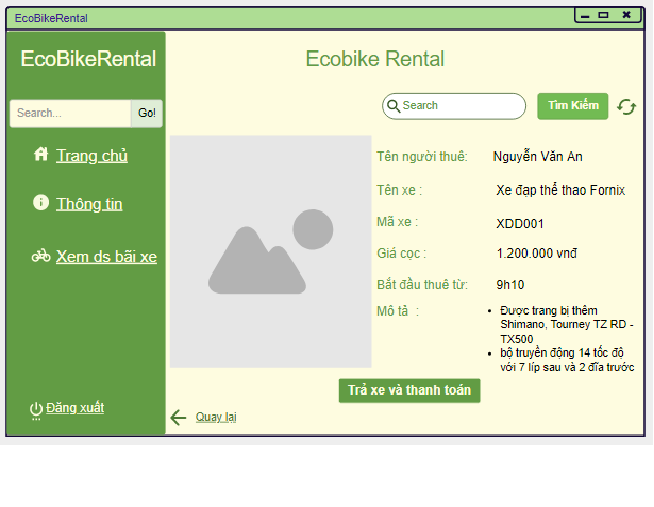 EcoBikeRental
EcoBikeRental
Ecobike Rental
Search...
Go!
Search
Tìm Kiếm
Trang chủ
Thông tin
Xem ds bãi xe
Tên người thuê:
Nguyễn Văn An
Tên xe :
Xe đạp thể thao Fornix
Mã xe :
XDD001
Giá cọc :
1.200.000 vnđ
Bắt đầu thuê từ:
9h10
Mô tả :
• Được trang bị thêm
Shimano, Tourney TZ RD -
TX500
• bộ truyền động 14 tốc độ
với 7 líp sau và 2 đĩa trước
Trả xe và thanh toán
Đăng xuất
Quay lại